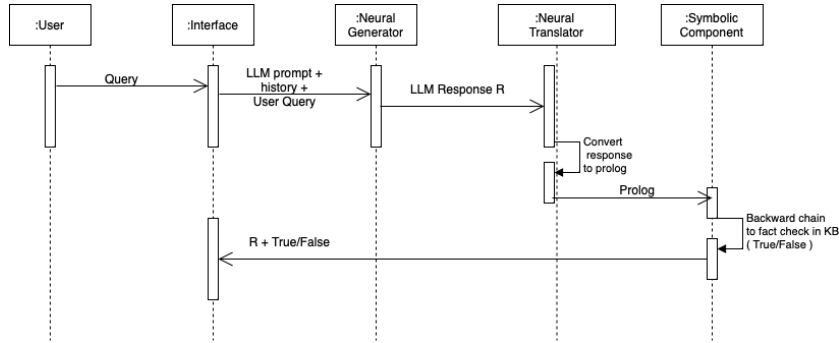 :User
:Interface
:Neural
Generator
:Neural
Translator
:Symbolic
Component
Query
LLM prompt +
history +
User Query
LLM Response R
Convert
response
to prolog
Prolog
Backward chain
to fact check in KB
( True/False )
R + True/False